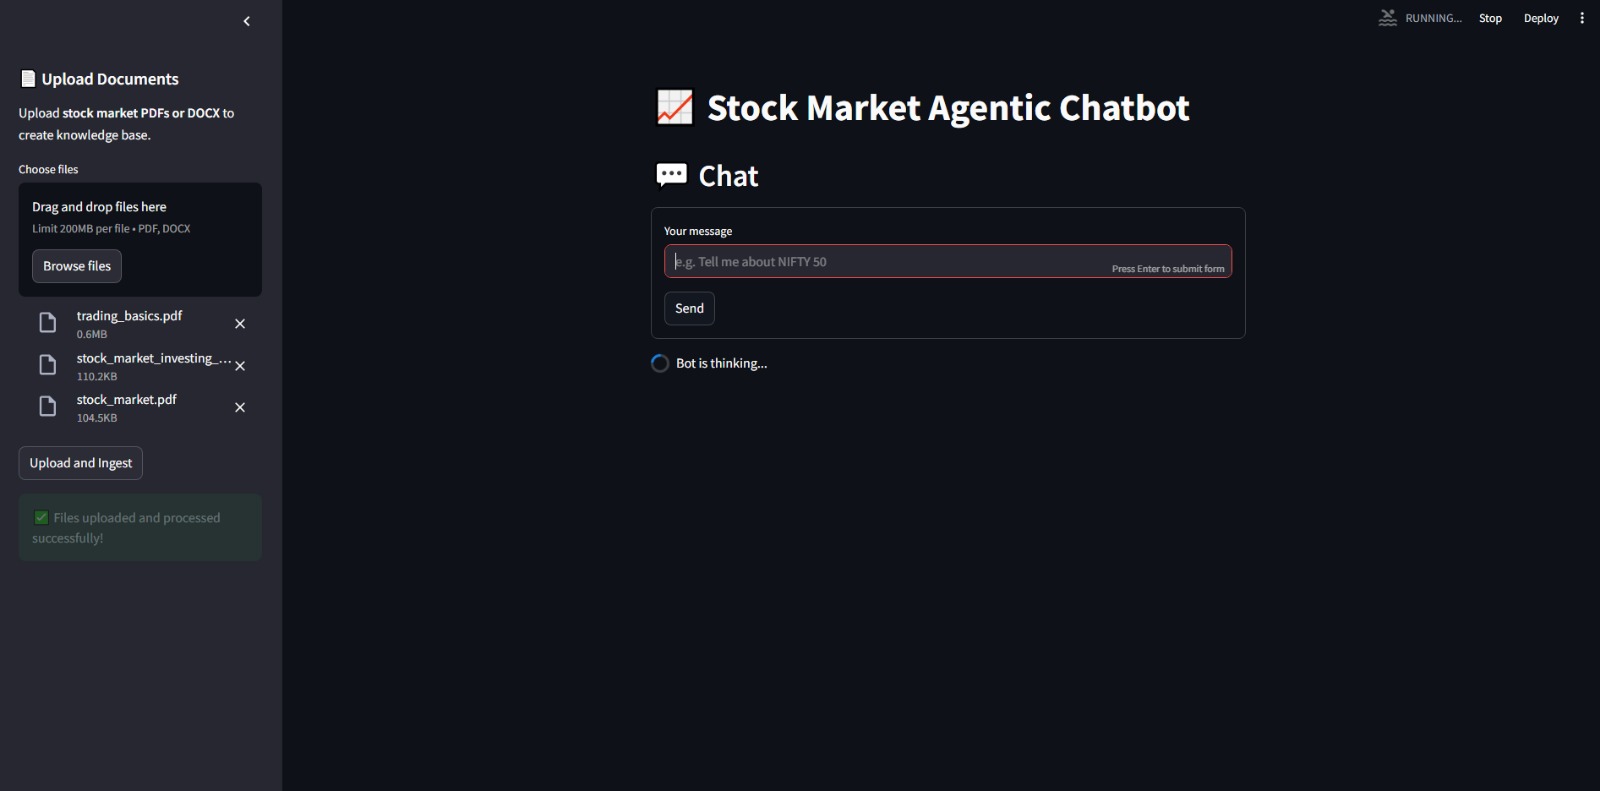 RUNNING...
Stop
Deploy
Upload Documents
Upload stock market PDFs or DOCX to
create knowledge base.
Choose files
Drag and drop files here
Limit 200MB per file • PDF, DOCX
Browse files
trading_basics.pdf
0.6MB
stock_market_investing_...
110.2KB
stock_market.pdf
104.5KB
Upload and Ingest
Files uploaded and processed
successfully!
Stock Market Agentic Chatbot
Chat
Your message
e.g. Tell me about NIFTY 50
Press Enter to submit form
Send
Bot is thinking...